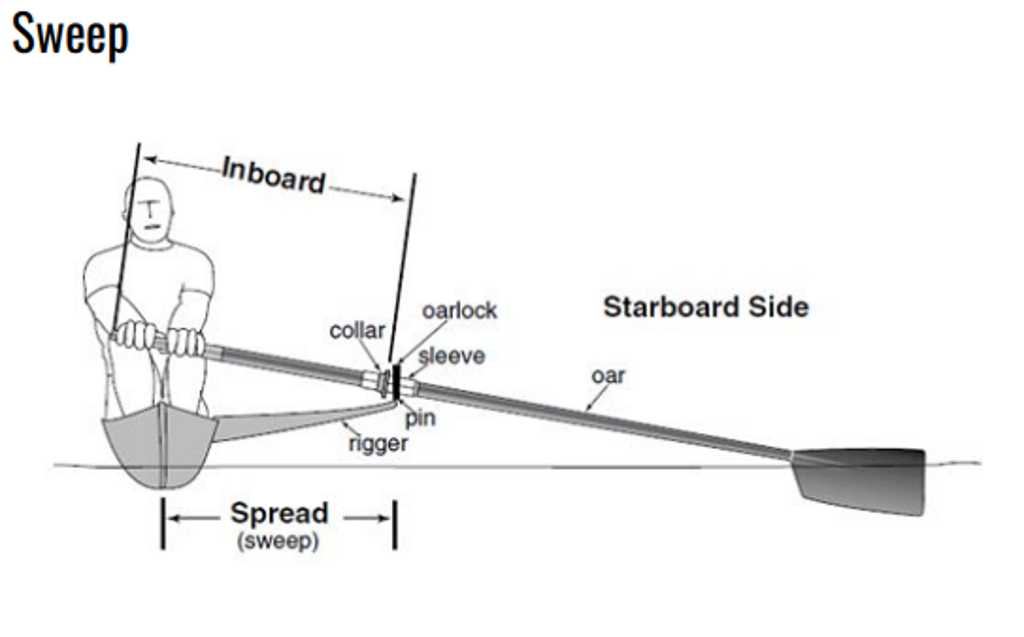 Sweep
Inboard
Starboard Side
oarlock
collar
sleeve
oar
pin
rigger
Spread
(sweep)